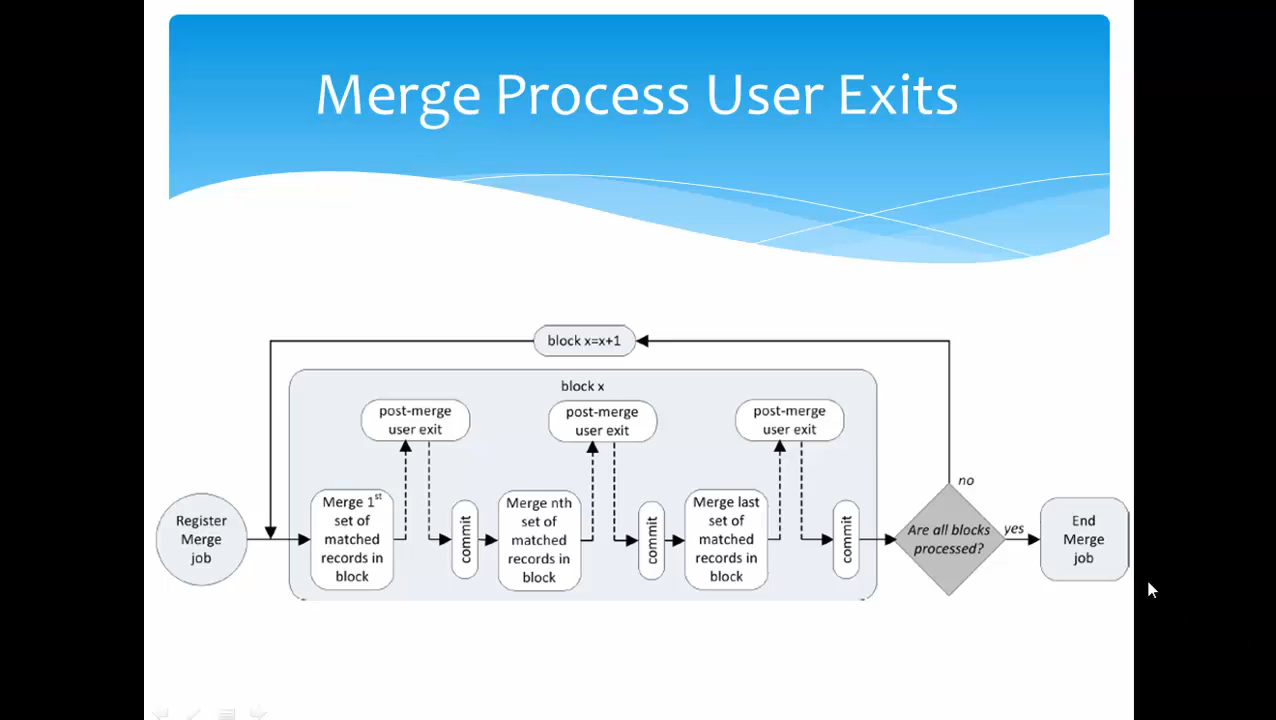 Merge Process User Exits
block x=x+1
block x
post-merge
user exit
post-merge
user exit
post-merge
user exit
no
Register
Merge
job
Merge 1st
set of
matched
records in
block
commit
Merge nth
set of
matched
records in
block
commit
Merge last
set of
matched
records in
block
commit
Are all blocks
processed?
yes
End
Merge
job